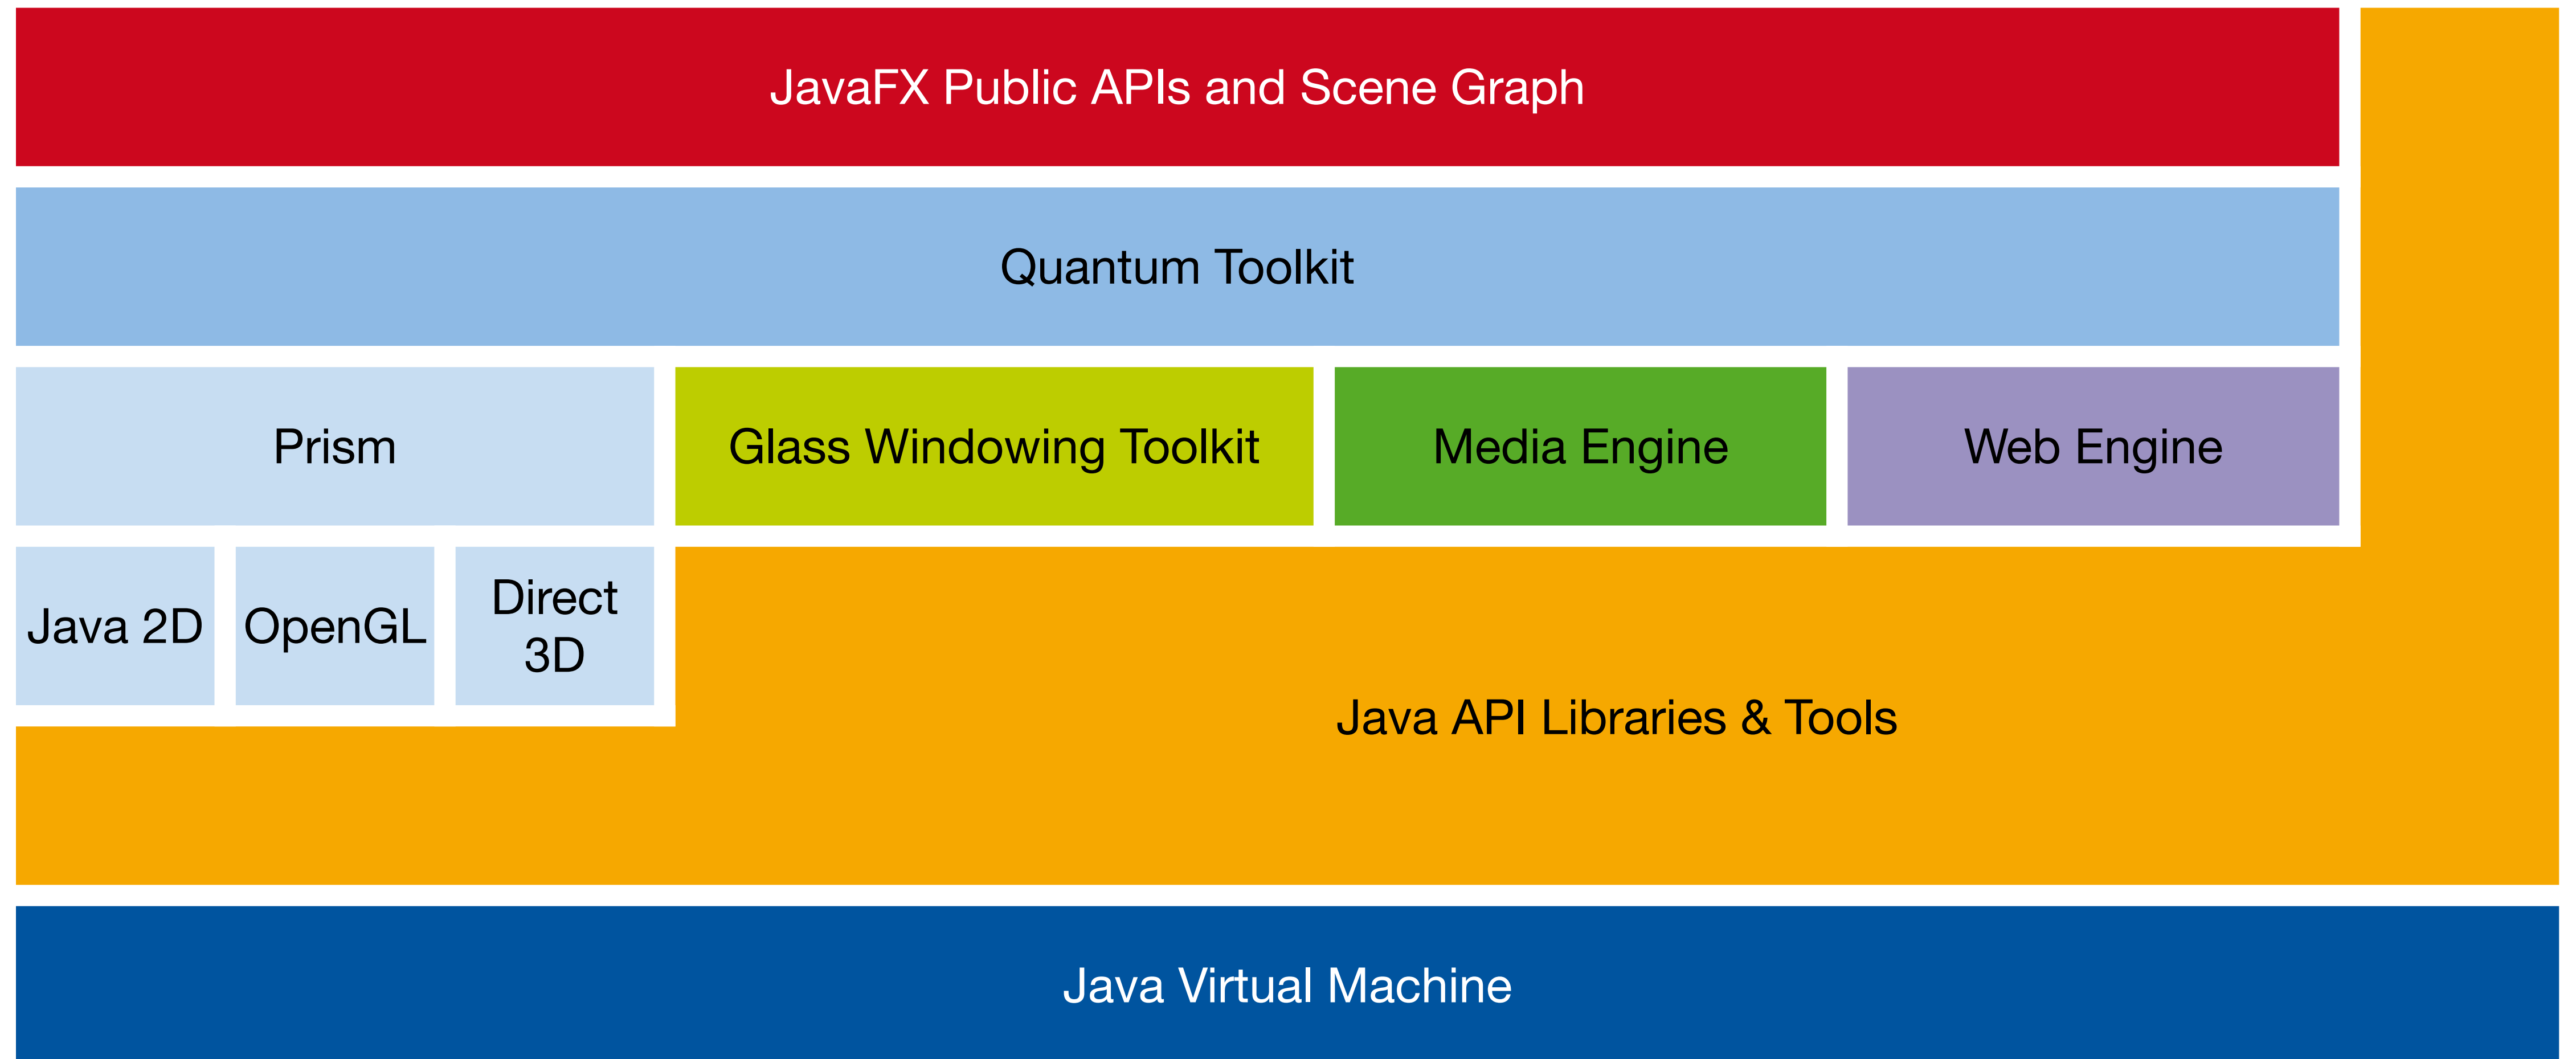 JavaFX Public APIs and Scene Graph
Quantum Toolkit
Prism
Glass Windowing Toolkit
Media Engine
Web Engine
Java 2D
OpenGL
Direct
3D
Java API Libraries & Tools
Java Virtual Machine